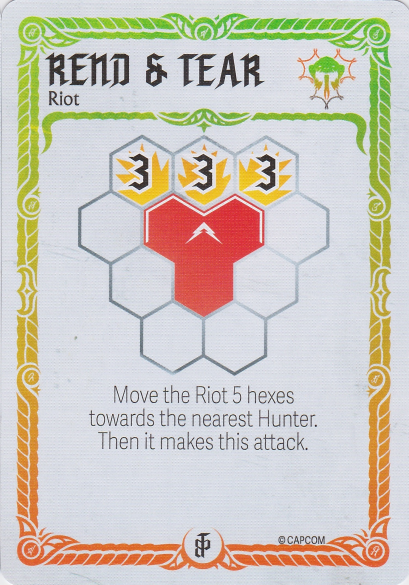 REND & TEAR
Riot
3 3 3
Move the Riot 5 hexes
towards the nearest Hunter.
Then it makes this attack.
© CAPCOM